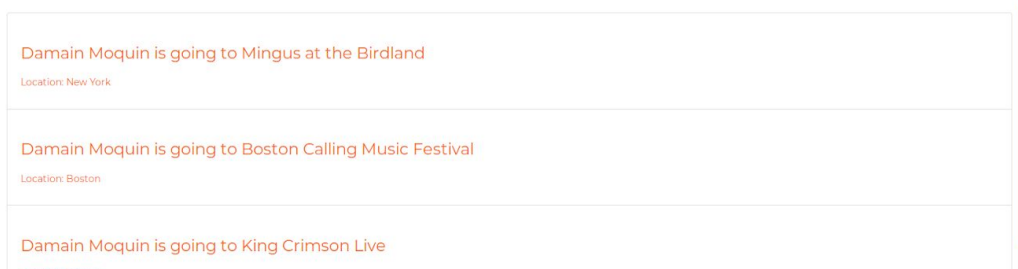 Damain Moquin is going to Mingus at the Birdland
Location: New York
Damain Moquin is going to Boston Calling Music Festival
Location: Boston
Damain Moquin is going to King Crimson Live